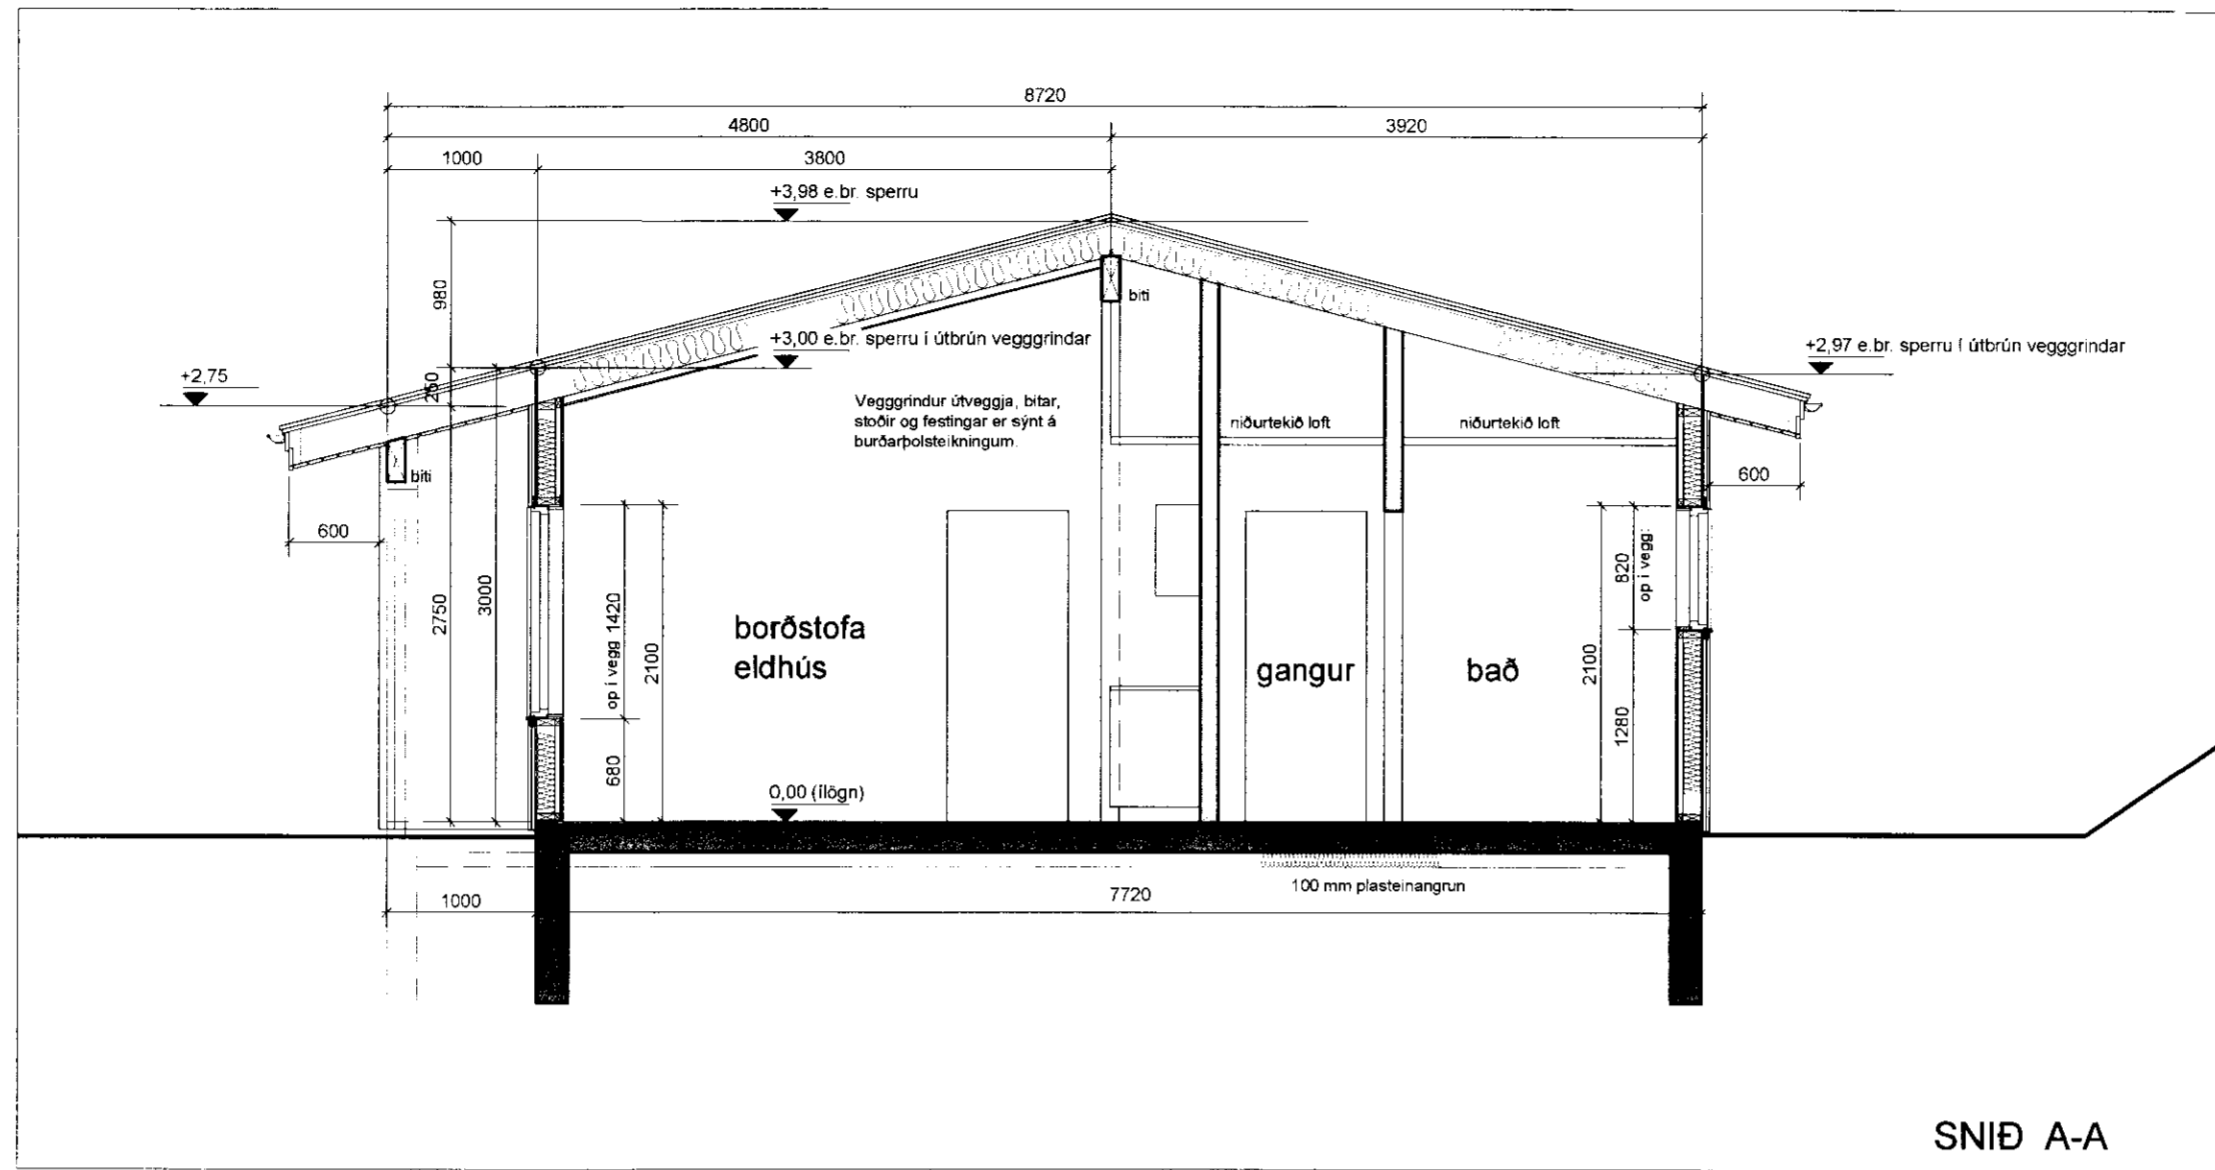 8720
4800
3920
1000
3800
+3,98 e.br. sperru
980
biti
+3,00 e.br. sperru í útbrún vegggrindar
+2,97 e.br. sperru í útbrún vegggrindar
+2,75
250
Vegggrindur útveggja, bitar,
stoðir og festingar er sýnt á
burðarþolsteikningum.
niðurtekið loft
niðurtekið loft
biti
600
600
2750
3000
op í vegg 1420
2100
680
borðstofa
eldhús
gangur
bað
2100
820
op í vegg
1280
0,00 (ílögn)
100 mm plasteinangrun
1000
7720
SNIÐ A-A